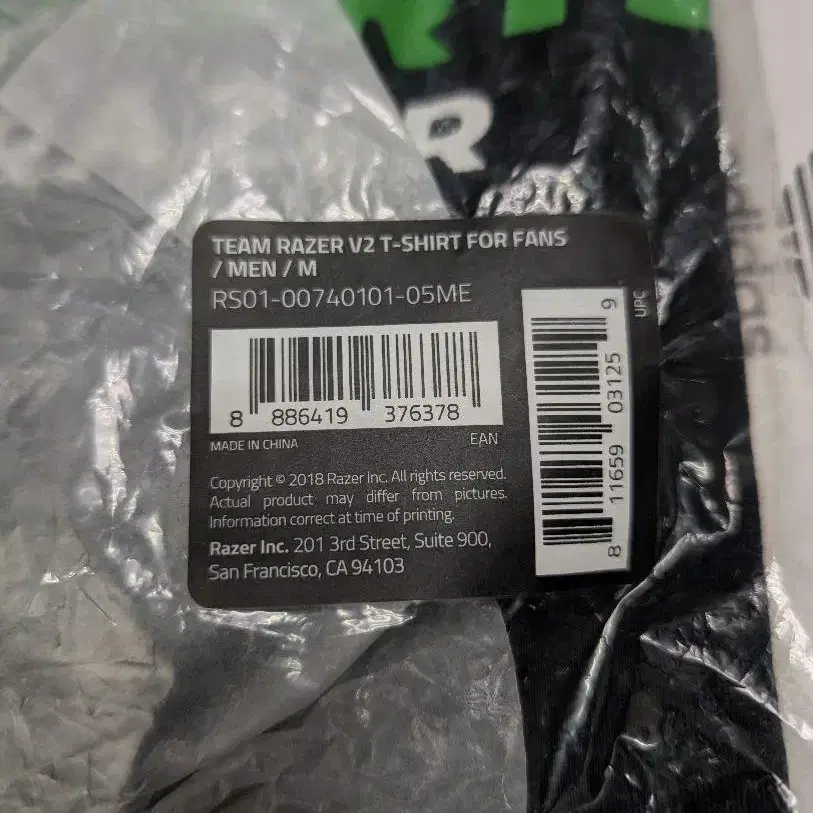 R
TEAM RAZER V2 T-SHIRT FOR FANS
/ MEN / M
RS01-00740101-05ME
8 886419 376378
MADE IN CHINA
EAN
Copyright © 2018 Razer Inc. All rights reserved.
Actual product may differ from pictures.
Information correct at time of printing.
Razer Inc. 201 3rd Street, Suite 900,
San Francisco, CA 94103
8 11659 03125 9
UPC
adidas